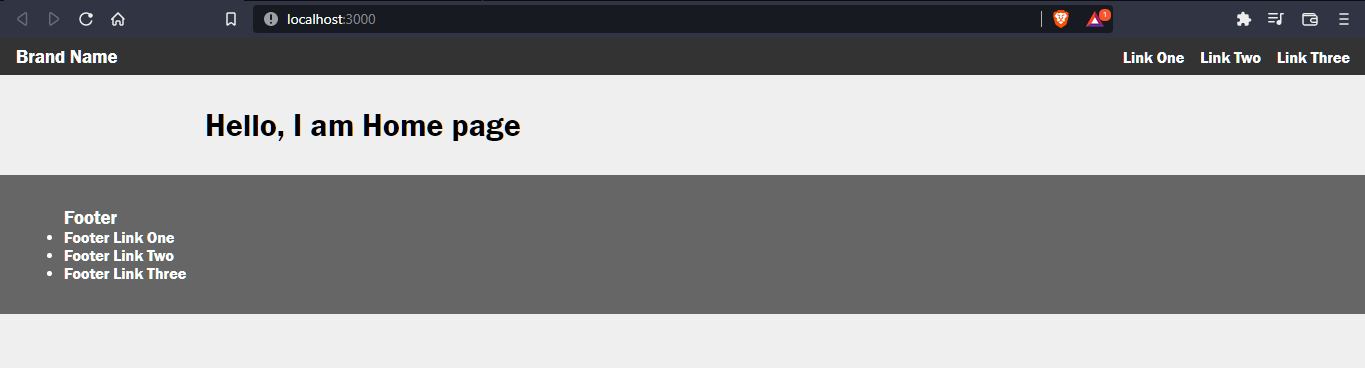 localhost:3000
1
Brand Name
Link One Link Two Link Three
Hello, I am Home page
Footer
Footer Link One
Footer Link Two
Footer Link Three